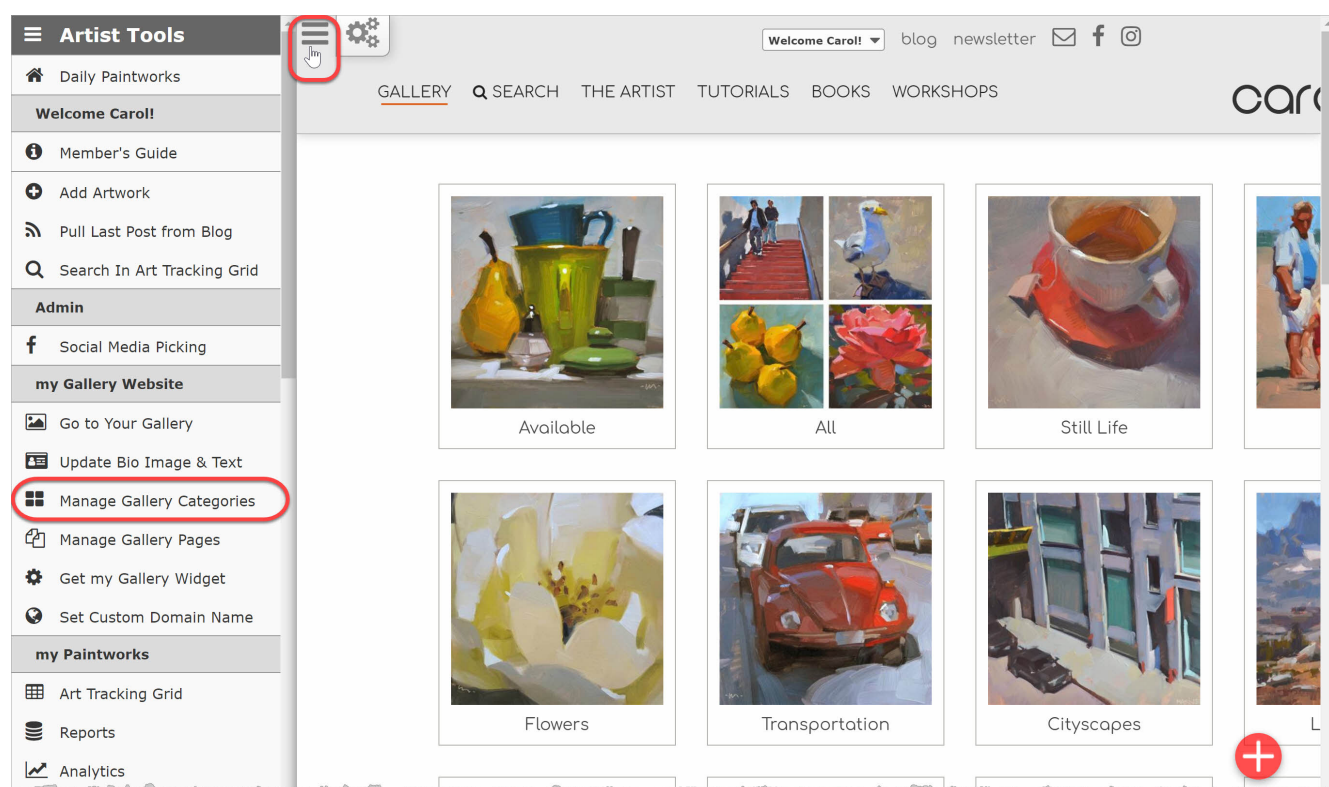 Artist Tools
Daily Paintworks
Welcome Carol!
Member's Guide
Add Artwork
Pull Last Post from Blog
Search In Art Tracking Grid
Admin
Social Media Picking
my Gallery Website
Go to Your Gallery
Update Bio Image & Text
Manage Gallery Categories
Manage Gallery Pages
Get my Gallery Widget
Set Custom Domain Name
my Paintworks
Art Tracking Grid
Reports
Analytics
Welcome Carol! blog newsletter
GALLERY SEARCH THE ARTIST TUTORIALS BOOKS WORKSHOPS
Available All Still Life
Flowers Transportation Cityscapes